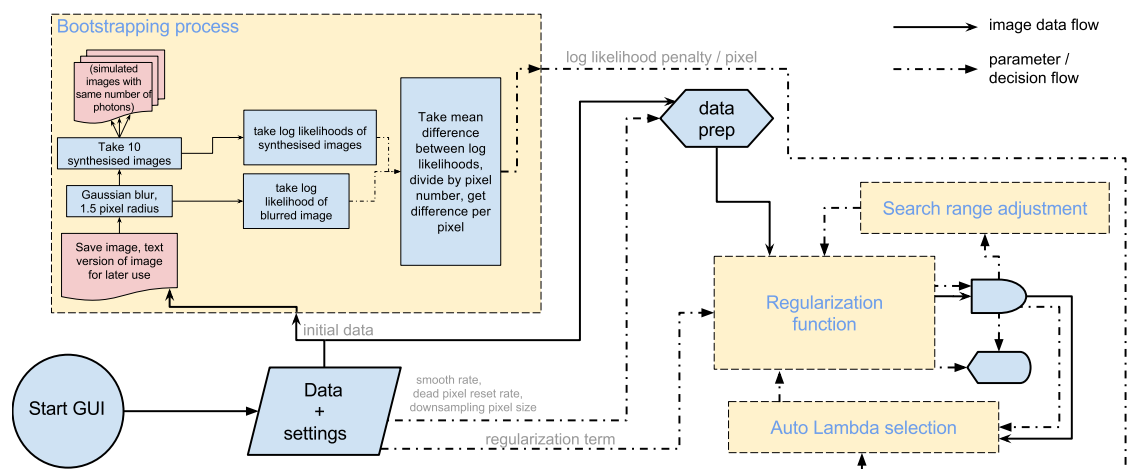 Bootstrapping process
(simulated
images with
same number of
photons)
Take 10
synthesised images
Gaussian blur,
1.5 pixel radius
Save image, text
version of image
for later use
take log likelihoods of
synthesised images
take log
likelihood of
blurred image
Take mean
difference
between log
likelihoods,
divide by pixel
number, get
difference per
pixel
log likelihood penalty / pixel
image data flow
parameter /
decision flow
data
prep
Search range adjustment
Regularization
function
initial data
Start GUI
Data
+
settings
smooth rate,
dead pixel reset rate,
downsampling pixel size
regularization term
Auto Lambda selection